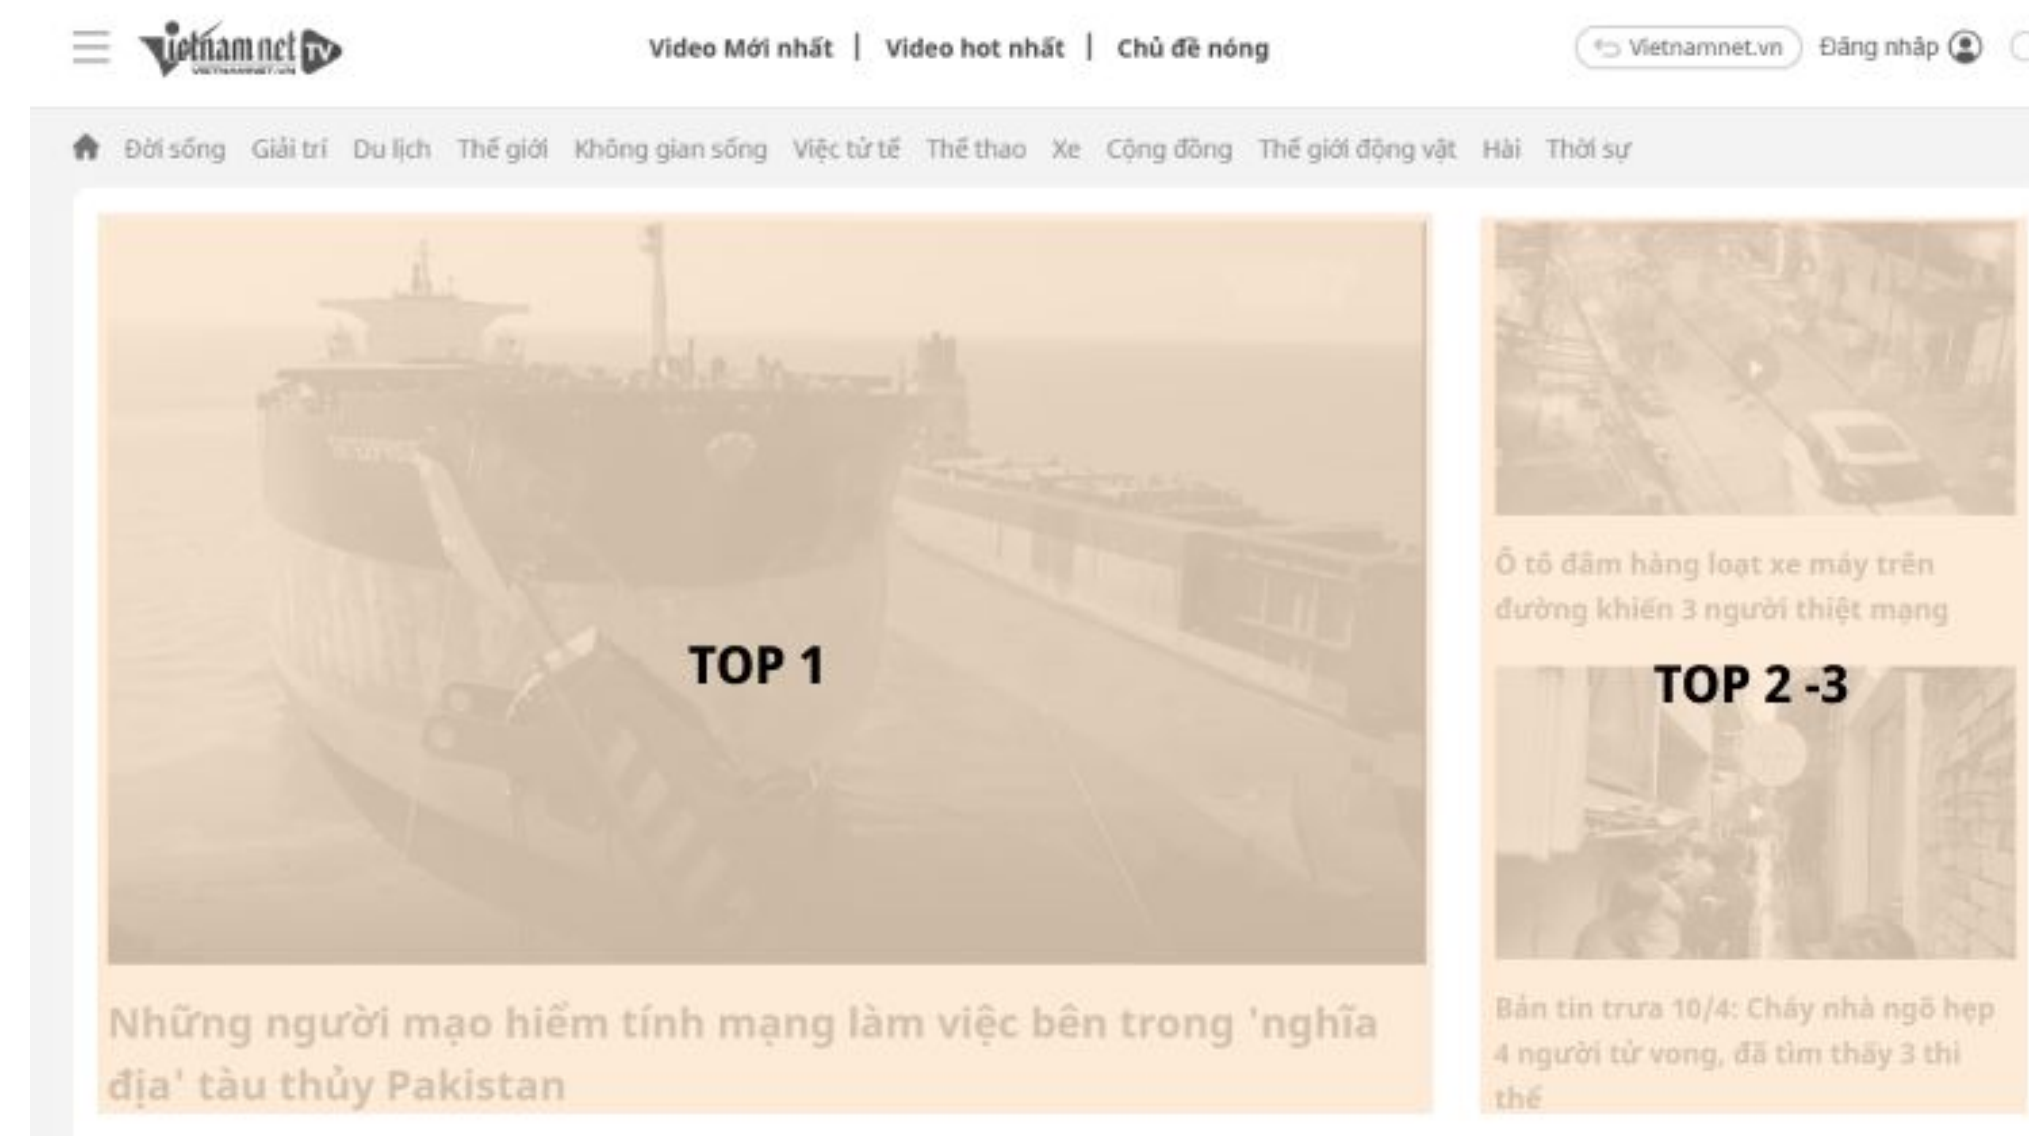 Vietnamnet TV
VIETNAMNET.VN
Video Mới nhất | Video hot nhất | Chủ đề nóng
Vietnamnet.vn Đăng nhập
Đời sống Giải trí Du lịch Thế giới Không gian sống Việc tử tế Thể thao Xe Cộng đồng Thế giới động vật Hài Thời sự
TOP 1
Những người mạo hiểm tính mạng làm việc bên trong 'nghĩa
địa' tàu thủy Pakistan
Ô tô đâm hàng loạt xe máy trên
đường khiến 3 người thiệt mạng
TOP 2 -3
Bản tin trưa 10/4: Cháy nhà ngõ hẹp
4 người tử vong, đã tìm thấy 3 thi
thể